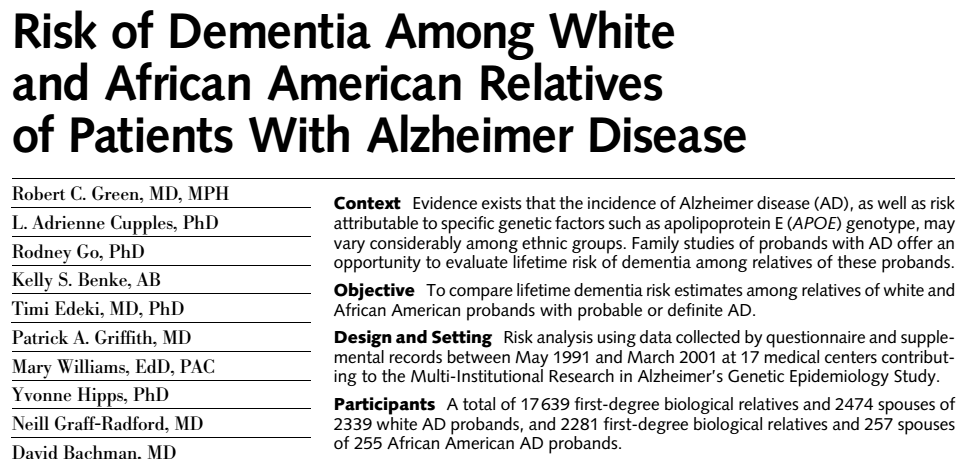 Risk of Dementia Among White
and African American Relatives
of Patients With Alzheimer Disease
Robert C. Green, MD, MPH
L. Adrienne Cupples, PhD
Rodney Go, PhD
Kelly S. Benke, AB
Timi Edeki, MD, PhD
Patrick A. Griffith, MD
Mary Williams, EdD, PAC
Yvonne Hipps, PhD
Neill Graff-Radford, MD
David Bachman, MD
Context Evidence exists that the incidence of Alzheimer disease (AD), as well as risk
attributable to specific genetic factors such as apolipoprotein E (APOE) genotype, may
vary considerably among ethnic groups. Family studies of probands with AD offer an
opportunity to evaluate lifetime risk of dementia among relatives of these probands.
Objective To compare lifetime dementia risk estimates among relatives of white and
African American probands with probable or definite AD.
Design and Setting Risk analysis using data collected by questionnaire and supple-
mental records between May 1991 and March 2001 at 17 medical centers contribut-
ing to the Multi-Institutional Research in Alzheimer's Genetic Epidemiology Study.
Participants A total of 17 639 first-degree biological relatives and 2474 spouses of
2339 white AD probands, and 2281 first-degree biological relatives and 257 spouses
of 255 African American AD probands.